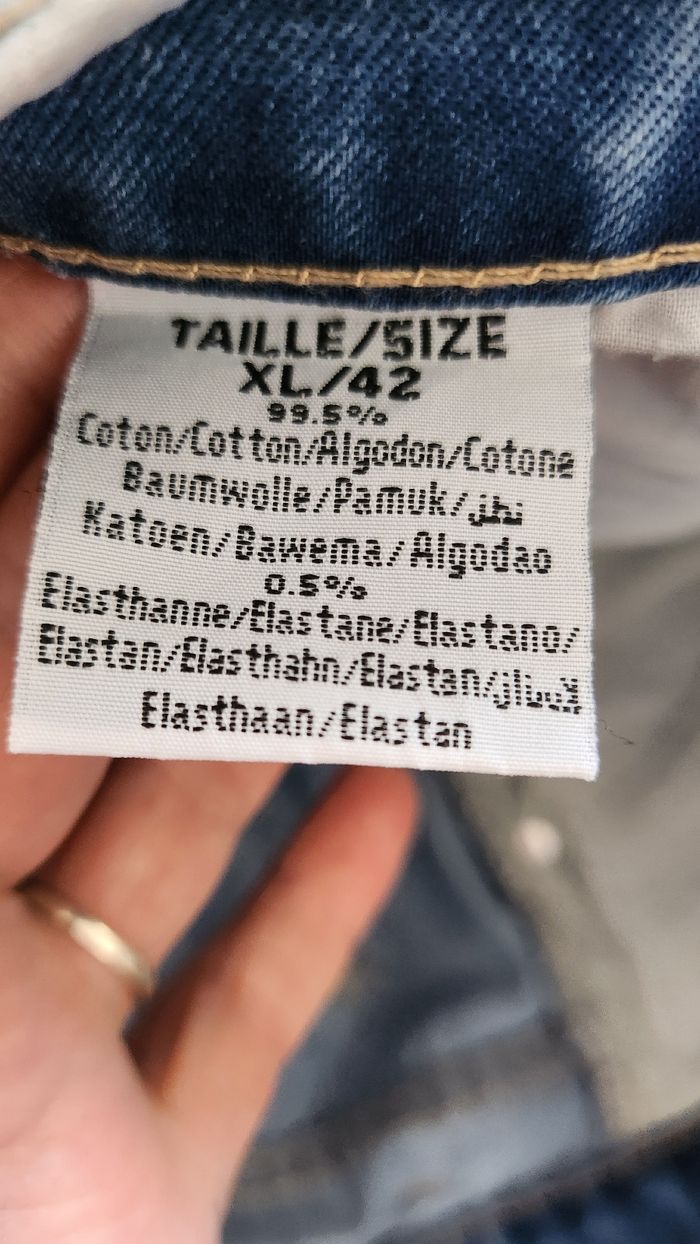 TAILLE/SIZE
XL/42
99.5%
Coton/Cotton/Algodon/Cotone
Baumwolle/Pamuk/
Katoen/Bawema/Algodao
0.5%
Elasthanne/Elastane/Elastano/
Elastan/Elasthahn/Elastan/
Elasthaan/Elastan